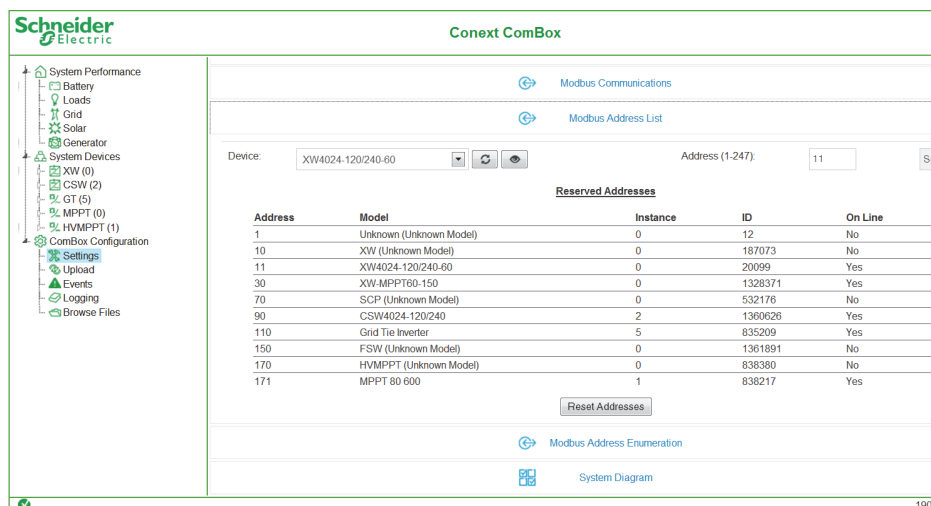 Schneider
Electric
Conext ComBox
System Performance
Battery
Loads
Grid
Solar
Generator
System Devices
XW (0)
CSW (2)
GT (5)
MPPT (0)
HVMPPT (1)
ComBox Configuration
Settings
Upload
Events
Logging
Browse Files
Modbus Communications
Modbus Address List
Device: XW4024-120/240-60 Address (1-247): 11
Reserved Addresses
Address Model Instance ID On Line
1 Unknown (Unknown Model) 0 12 No
10 XW (Unknown Model) 0 187073 No
11 XW4024-120/240-60 0 20099 Yes
30 XW-MPPT60-150 0 1328371 Yes
70 SCP (Unknown Model) 0 532176 No
90 CSW4024-120/240 2 1360626 Yes
110 Grid Tie Inverter 5 835209 Yes
150 FSW (Unknown Model) 0 1361891 No
170 HVMPPT (Unknown Model) 0 838380 No
171 MPPT 80 600 1 838217 Yes
Reset Addresses
Modbus Address Enumeration
System Diagram